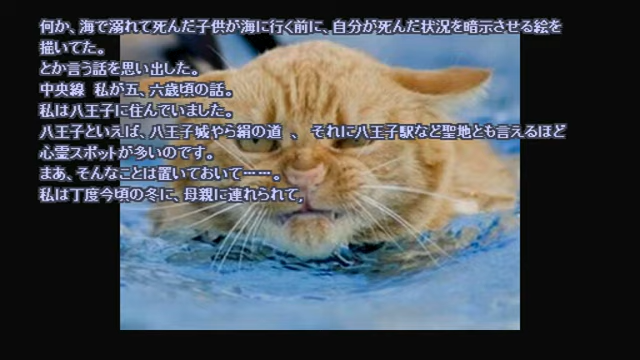 何か、海で溺れて死んだ子供が海に行く前に、自分が死んだ状況を暗示させる絵を
描いてた。
とか言う話を思い出した。
中央線　私が五、六歳頃の話。
私は八王子に住んでいました。
八王子といえば、八王子城やら絹の道　、　それに八王子駅など聖地とも言えるほど
心霊スポットが多いのです。
まあ、そんなことは置いておいて……。
私は丁度今頃の冬に、母親に連れられて,